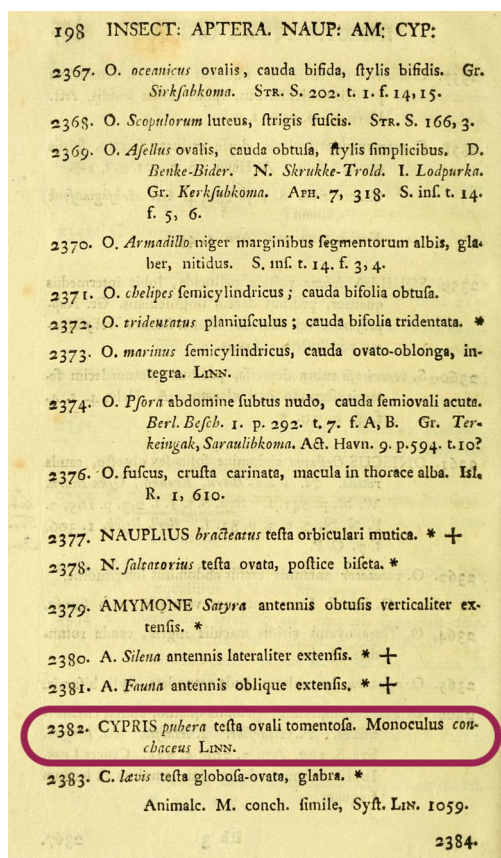 198 INSECT: APTERA. NAUP: AM: CYP:
2367. O. oceanicus ovalis, cauda bifida, ſtylis bifidis. Gr.
Sirkſabkoma. STR. S. 202. t. 1. f. 14, 15.
2368. O. Scopulorum luteus, ſtrigis fuſcis. STR. S. 166, 3.
2369. O. Aſellus ovalis, cauda obtuſa, ſtylis ſimplicibus. D.
Benke-Bider. N. Skrukke-Trold. I. Lodpurka.
Gr. Kerkſubkoma. APH. 7, 318. S. inſ. t. 14.
f. 5, 6.
2370. O. Armadillo niger marginibus ſegmentorum albis, gla-
ber, nitidus. S. inſ. t. 14. f. 3, 4.
2371. O. chelipes ſemicylindricus; cauda bifolia obtuſa.
2372. O. tridentatus planiuſculus; cauda bifolia tridentata. *
2373. O. marinus ſemicylindricus, cauda ovato-oblonga, in-
tegra. LINN.
2374. O. Pſora abdomine ſubtus nudo, cauda ſemiovali acuta.
Berl. Beſch. 1. p. 292. t. 7. f. A, B. Gr. Ter-
keingak, Saraulibkoma. Act. Havn. 9. p. 594. t. 10?
2376. O. fuſcus, cruſta carinata, macula in thorace alba. Isl.
R. 1, 610.
2377. NAUPLIUS bracteatus teſta orbiculari mutica. * +
2378. N. ſaltatorius teſta ovata, poſtice biſeta. *
2379. AMYMONE Satyra antennis obtuſis verticaliter ex-
tenſis. *
2380. A. Silena antennis lateraliter extenſis. * +
2381. A. Fauna antennis oblique extenſis. * +
2382. CYPRIS pubera teſta ovali tomentoſa. Monoculus con-
chaceus LINN.
2383. C. lævis teſta globoſa-ovata, glabra. *
Animalc. M. conch. ſimile, Syſt. LIN. 1059.
2384.